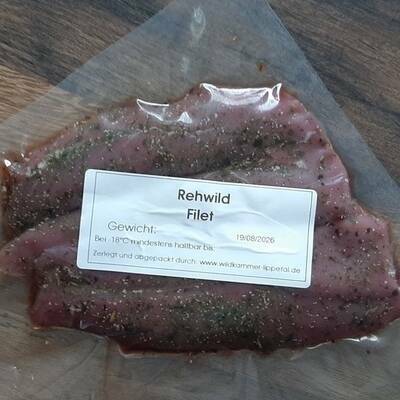 Rehwild
Filet
Gewicht:
Bei -18°C mindestens haltbar bis: 19/08/2026
Zerlegt und abgepackt durch: www.wildkammer-lippetal.de